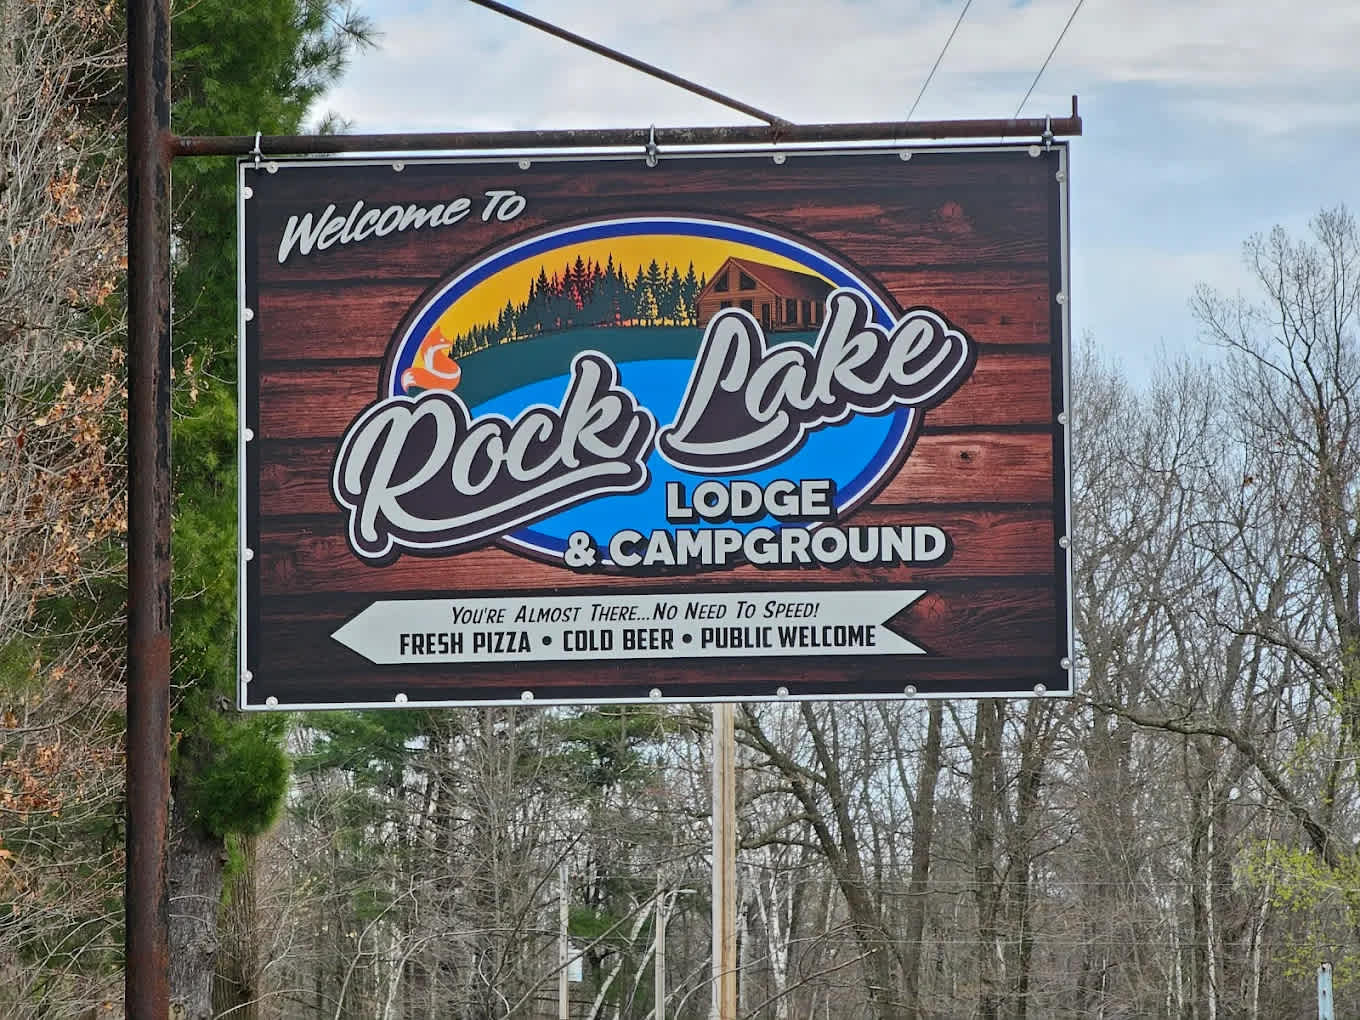 Welcome To
Rock Lake
LODGE
& CAMPGROUND
YOU'RE ALMOST THERE...NO NEED TO SPEED!
FRESH PIZZA • COLD BEER • PUBLIC WELCOME